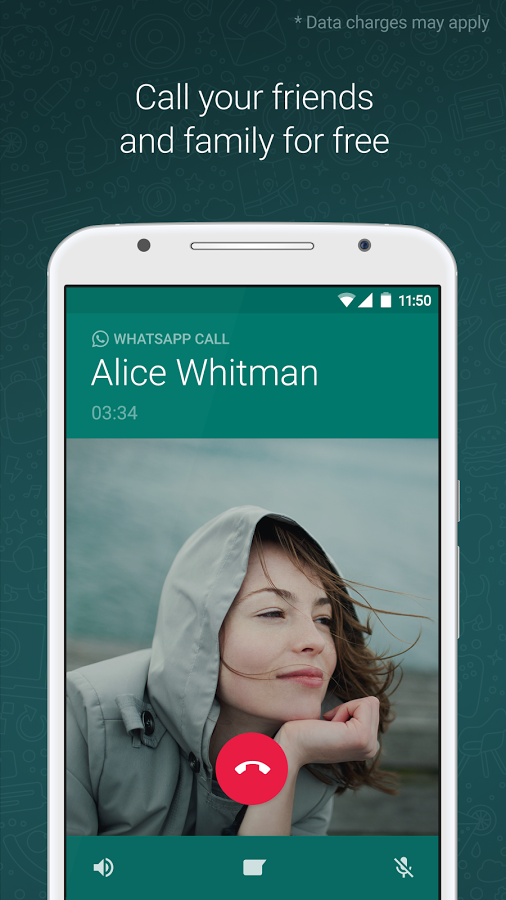 * Data charges may apply
Call your friends
and family for free
11:50
WHATSAPP CALL
Alice Whitman
03:34